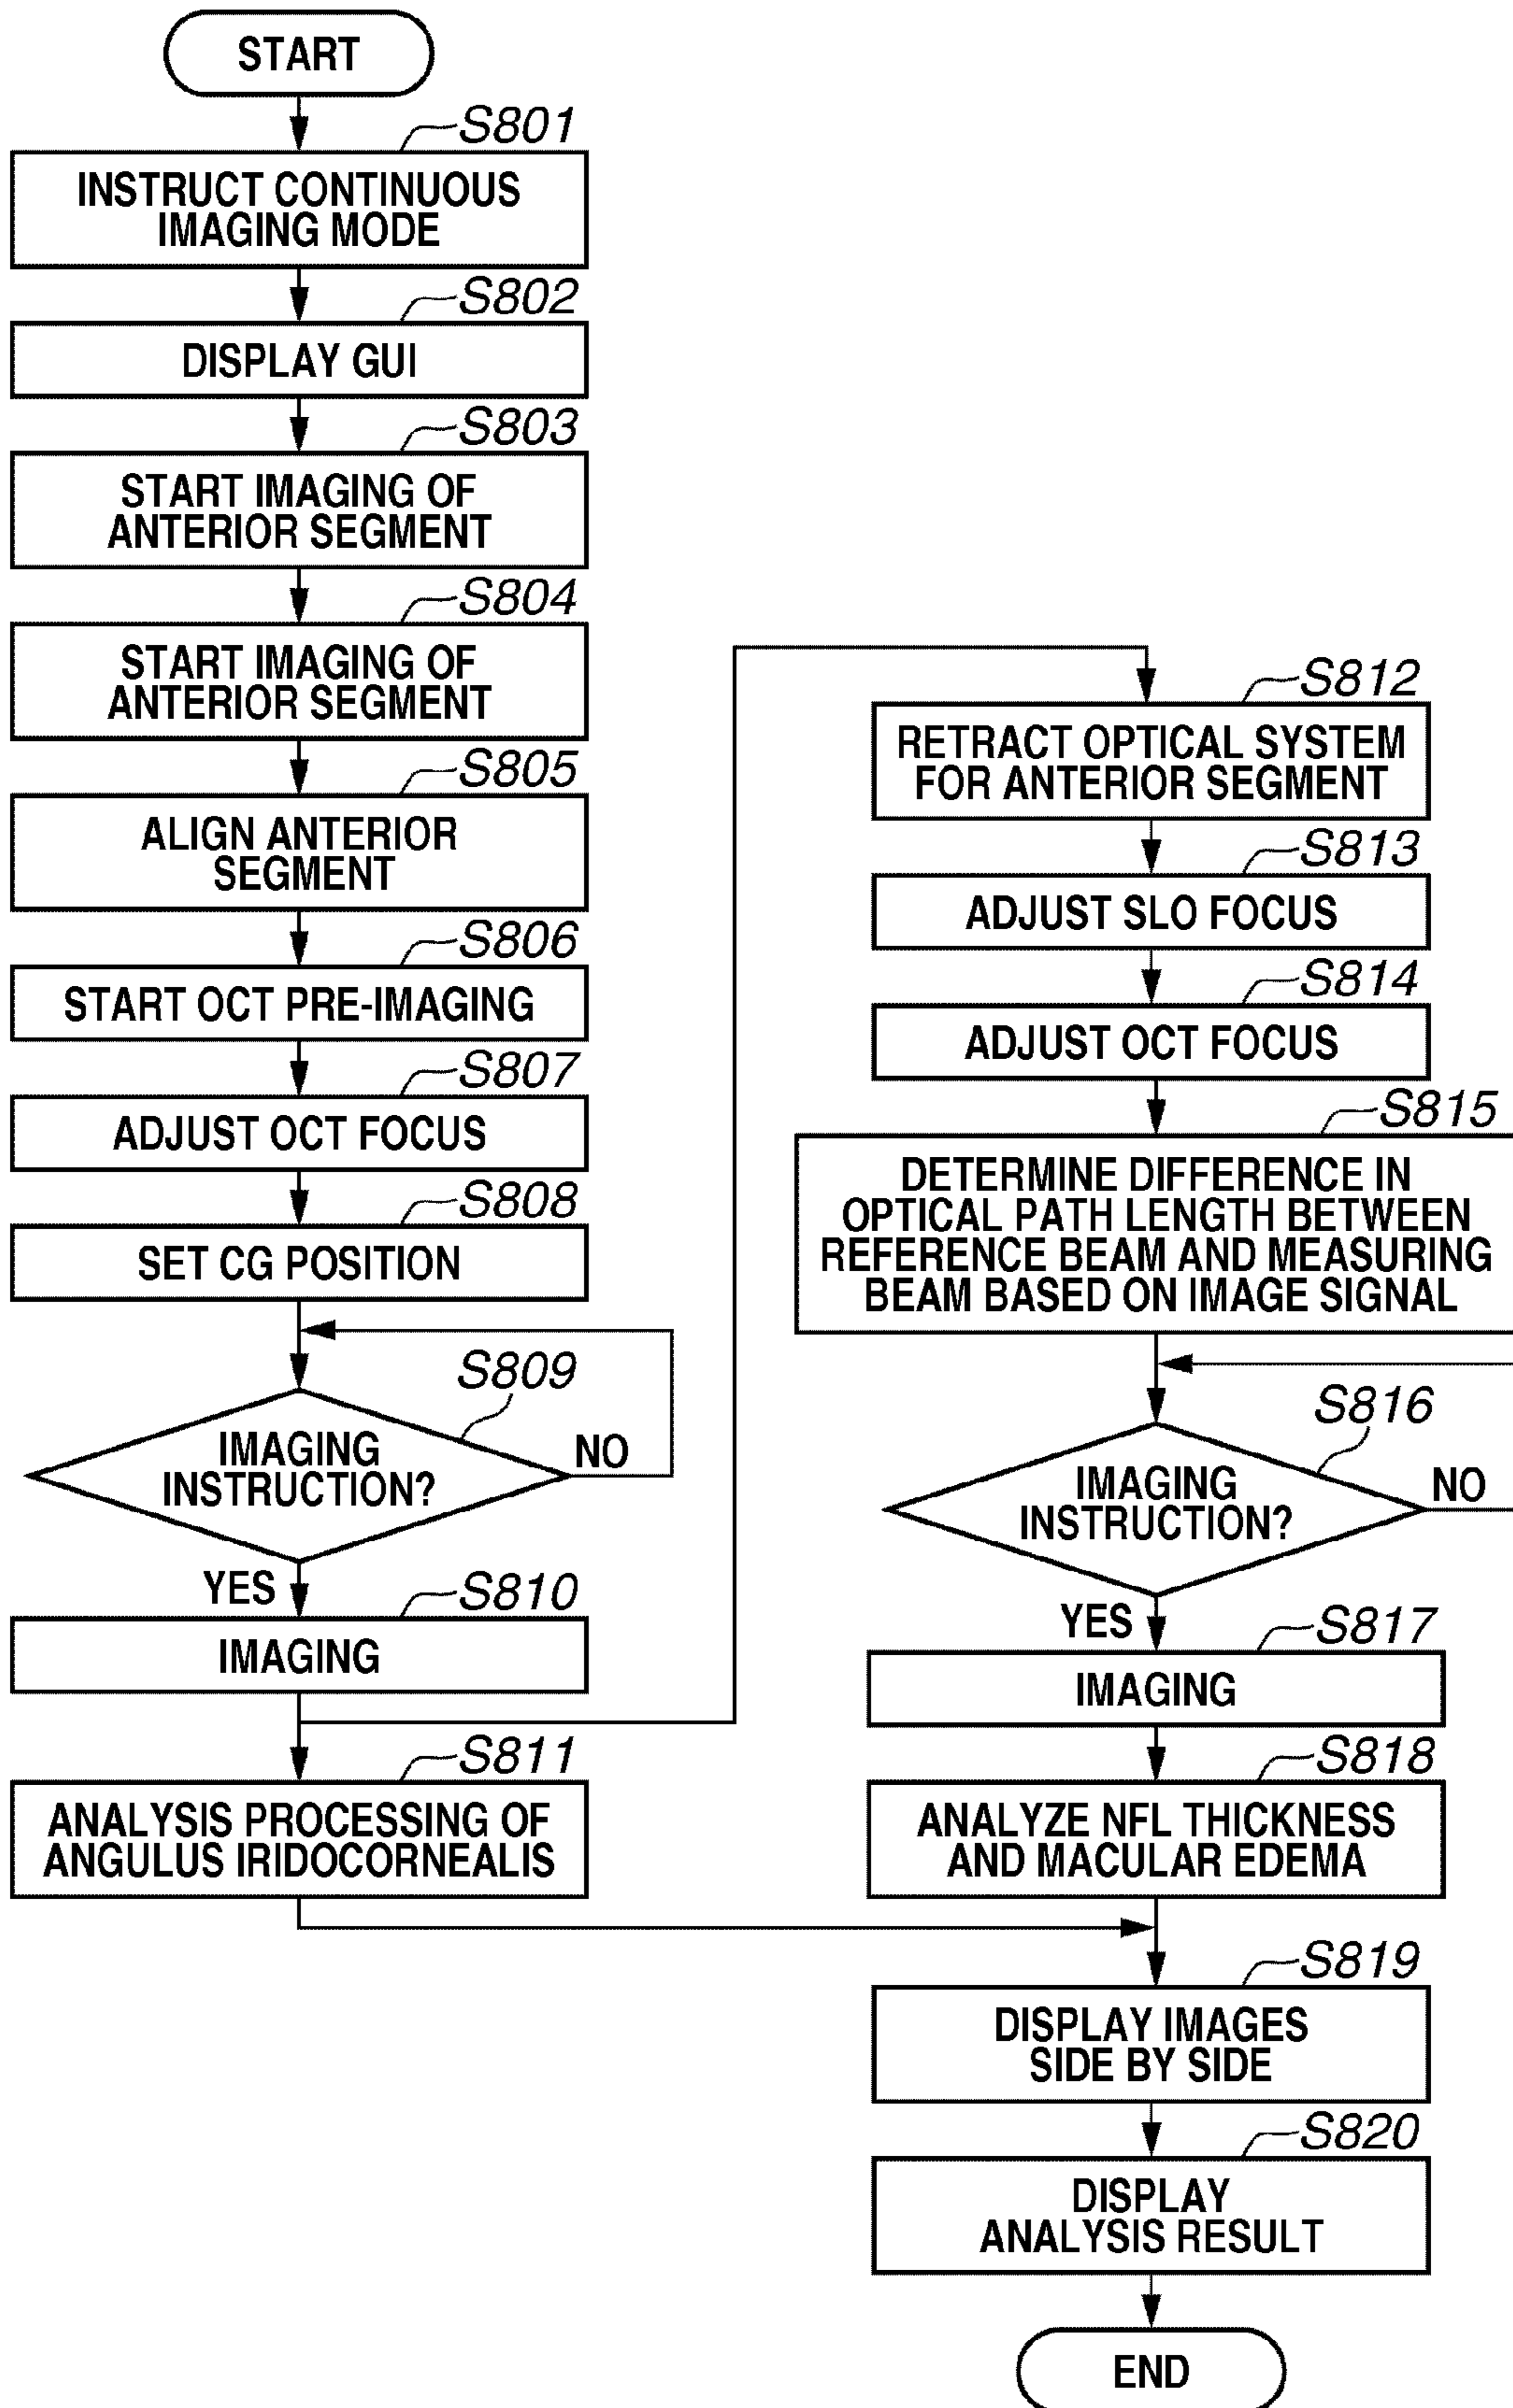 START
S801
INSTRUCT CONTINUOUS
IMAGING MODE
S802
DISPLAY GUI
S803
START IMAGING OF
ANTERIOR SEGMENT
S804
START IMAGING OF
ANTERIOR SEGMENT
S805
ALIGN ANTERIOR
SEGMENT
S806
START OCT PRE-IMAGING
S807
ADJUST OCT FOCUS
S808
SET CG POSITION
S809
IMAGING
INSTRUCTION?
NO
YES
S810
IMAGING
S811
ANALYSIS PROCESSING OF
ANGULUS IRIDOCORNEALIS
S812
RETRACT OPTICAL SYSTEM
FOR ANTERIOR SEGMENT
S813
ADJUST SLO FOCUS
S814
ADJUST OCT FOCUS
S815
DETERMINE DIFFERENCE IN
OPTICAL PATH LENGTH BETWEEN
REFERENCE BEAM AND MEASURING
BEAM BASED ON IMAGE SIGNAL
S816
IMAGING
INSTRUCTION?
NO
YES
S817
IMAGING
S818
ANALYZE NFL THICKNESS
AND MACULAR EDEMA
S819
DISPLAY IMAGES
SIDE BY SIDE
S820
DISPLAY
ANALYSIS RESULT
END